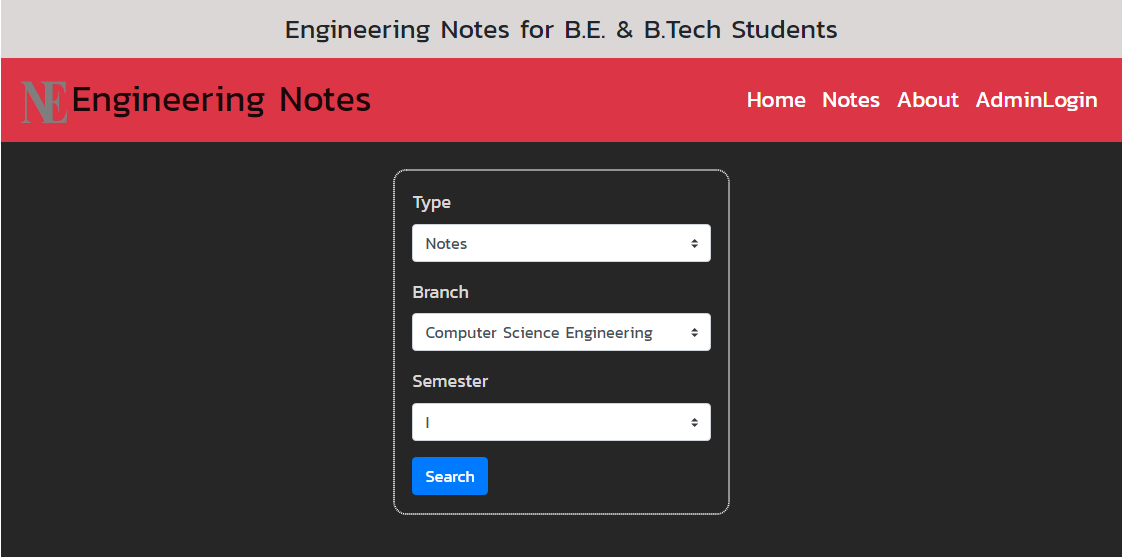 Engineering Notes for B.E. & B.Tech Students
NE Engineering Notes Home Notes About AdminLogin
Type
Notes
Branch
Computer Science Engineering
Semester
I
Search